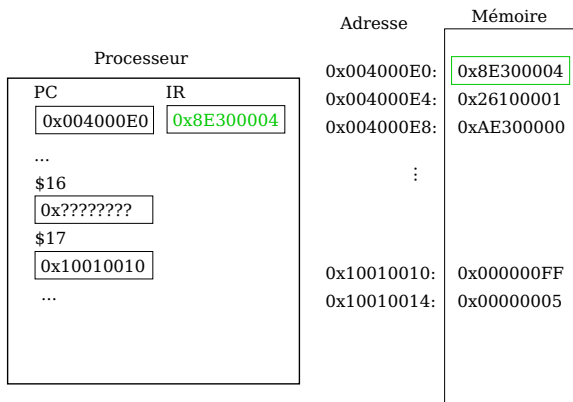 Processeur
PC IR
0x004000E0 0x8E300004
...
$16
0x????????
$17
0x10010010
...
Adresse Mémoire
0x004000E0: 0x8E300004
0x004000E4: 0x26100001
0x004000E8: 0xAE300000
⋮
0x10010010: 0x000000FF
0x10010014: 0x00000005